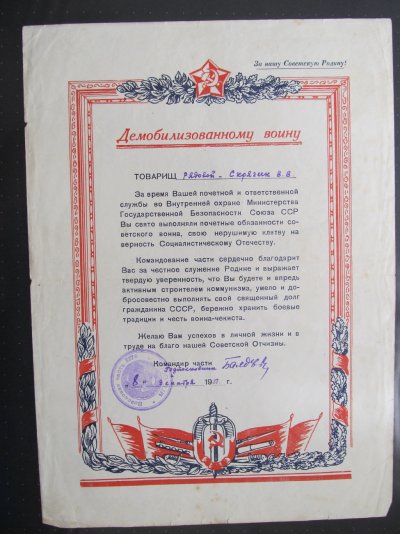 За нашу Советскую Родину!
Демобилизованному воину
ТОВАРИЩ рядовой - Скрягин В.В.
За время Вашей почетной и ответственной
службы во Внутренней охране Министерства
Государственной Безопасности Союза ССР
Вы свято выполняли почетные обязанности со-
ветского воина, свою нерушимую клятву на
верность Социалистическому Отечеству.
Командование части сердечно благодарит
Вас за честное служение Родине и выражает
твердую уверенность, что Вы будете и впредь
активным строителем коммунизма, умело и до-
бросовестно выполнять свой священный долг
гражданина СССР, бережно хранить боевые
традиции и честь воина-чекиста.
Желаю Вам успехов в личной жизни и в
труде на благо нашей Советской Отчизны.
Командир части
подполковник
"8" декабря 19 г.